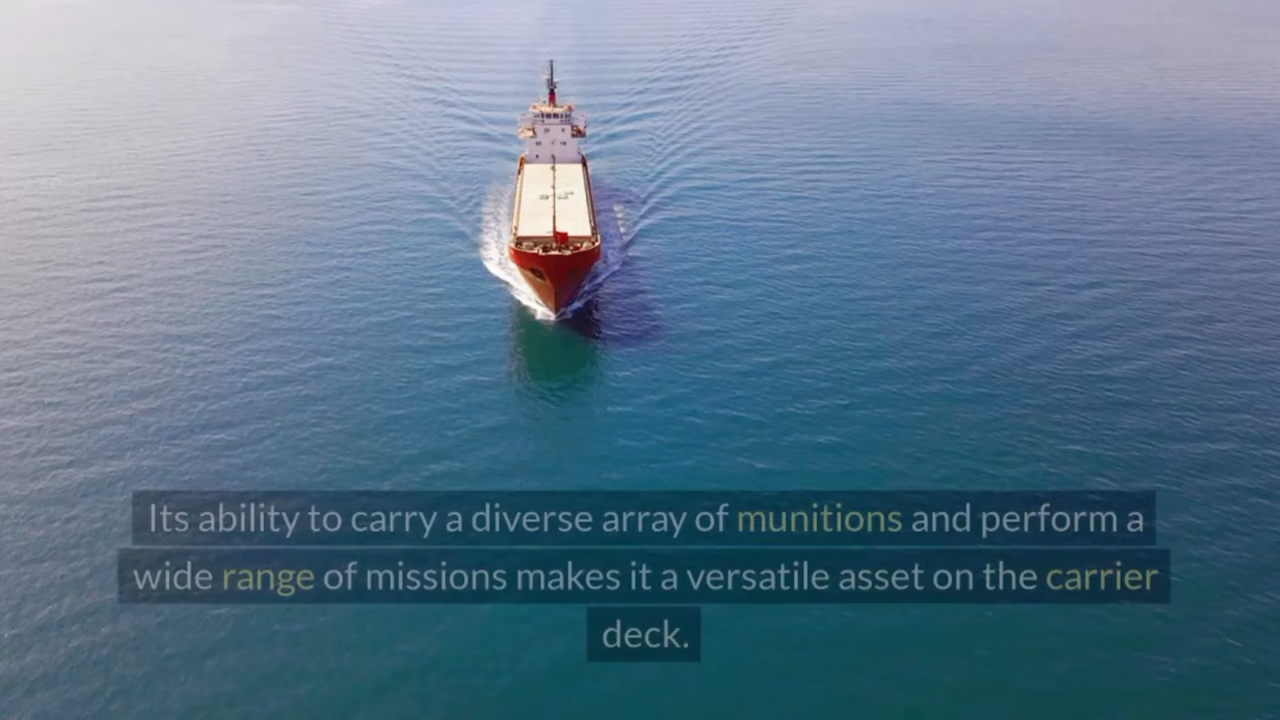 Its ability to carry a diverse array of munitions and perform a
wide range of missions makes it a versatile asset on the carrier
deck.